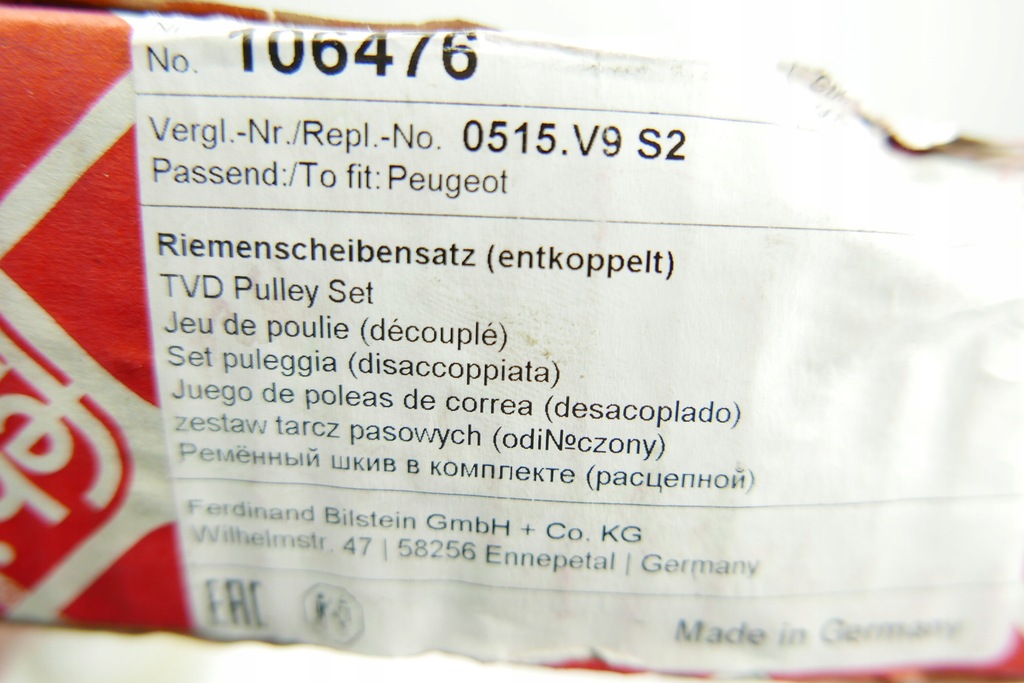 No. 106476
Vergl.-Nr./Repl.-No. 0515.V9 S2
Passend:/To fit: Peugeot
Riemenscheibensatz (entkoppelt)
TVD Pulley Set
Jeu de poulie (découplé)
Set puleggia (disaccoppiata)
Juego de poleas de correa (desacoplado)
zestaw tarcz pasowych (odi№czony)
Ремённый шкив в комплекте (расцепной)
Ferdinand Bilstein GmbH + Co. KG
Wilhelmstr. 47 | 58256 Ennepetal | Germany
EAC
Made in Germany